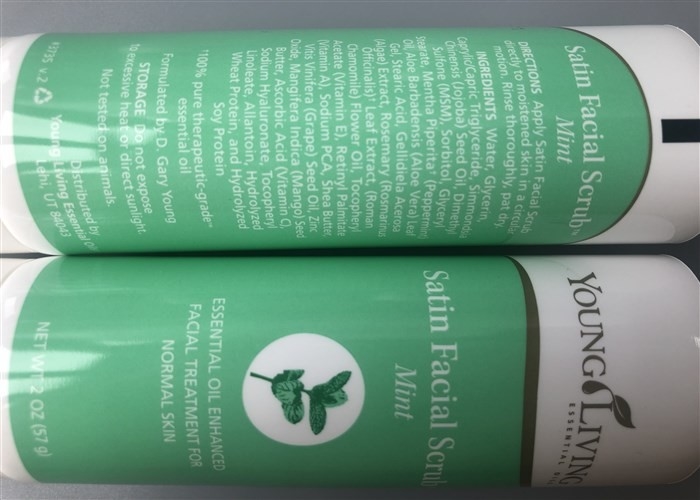 Satin Facial Scrub™
Mint
DIRECTIONS Apply Satin Facial Scrub
directly to moistened skin in a circular
motion. Rinse thoroughly, pat dry.
INGREDIENTS Water, Glycerin,
Caprylic/Capric Triglyceride, Simmondsia
Chinensis (Jojoba) Seed Oil, Dimethyl
Sulfone (MSM), Sorbitol, Glyceryl
Stearate, Mentha Piperita† (Peppermint)
Oil, Aloe Barbadensis (Aloe Vera) Leaf
Gel, Stearic Acid, Gellidiela Acerosa
(Algae) Extract, Rosemary (Rosmarinus
Officinalis)† Leaf Extract, (Roman
Chamomile) Flower Oil, Tocopheryl
Acetate (Vitamin E), Retinyl Palmitate
(Vitamin A), Sodium PCA, Shea Butter,
Vitis Vinifera (Grape) Seed Oil, Zinc
Oxide, Mangifera Indica (Mango) Seed
Butter, Ascorbic Acid (Vitamin C),
Sodium Hyaluronate, Tocopheryl
Linoleate, Allantoin, Hydrolyzed
Wheat Protein, and Hydrolyzed
Soy Protein
†100% pure therapeutic-grade™
essential oil
Formulated by D. Gary Young
STORAGE Do not expose
to excessive heat or direct sunlight.
Not tested on animals.
Distributed by
Young Living Essential
Lehi, UT 84043
#3735 v2
YOUNG LIVING
ESSENTIAL
Satin Facial Scrub
Mint
ESSENTIAL OIL ENHANCED
FACIAL TREATMENT FOR
NORMAL SKIN
NET WT. 2 OZ (57 g)